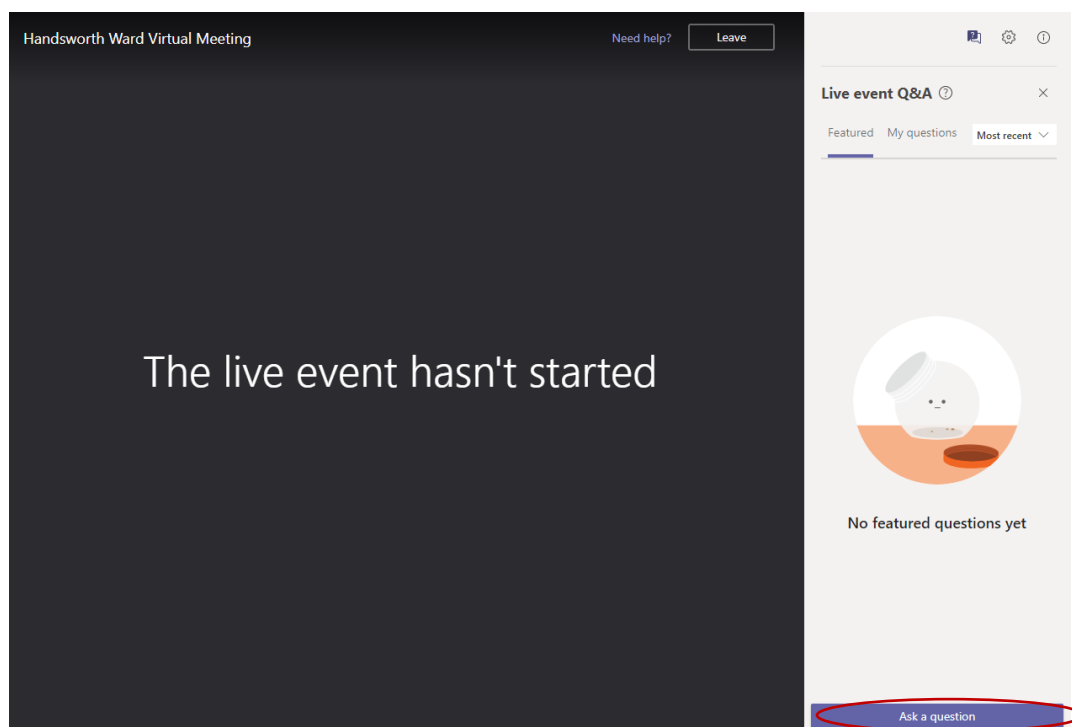 Handsworth Ward Virtual Meeting
Need help?
Leave
The live event hasn't started
Live event Q&A
Featured
My questions
Most recent
No featured questions yet
Ask a question